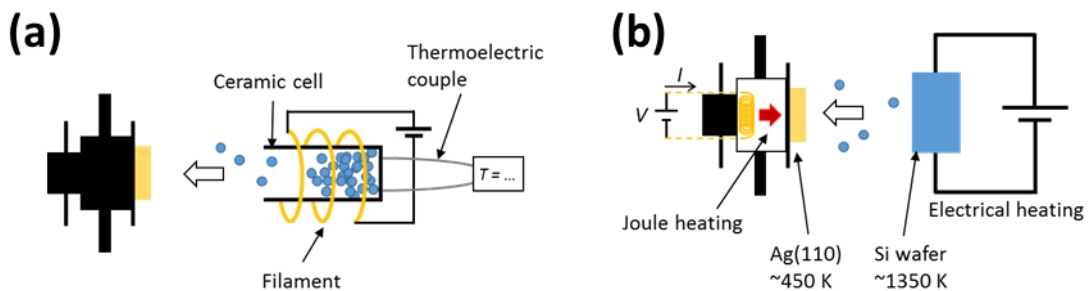 (a)
Ceramic cell
Thermoelectric
couple
T = ...
Filament
(b)
I
V
Joule heating
Electrical heating
Ag(110)
~450 K
Si wafer
~1350 K